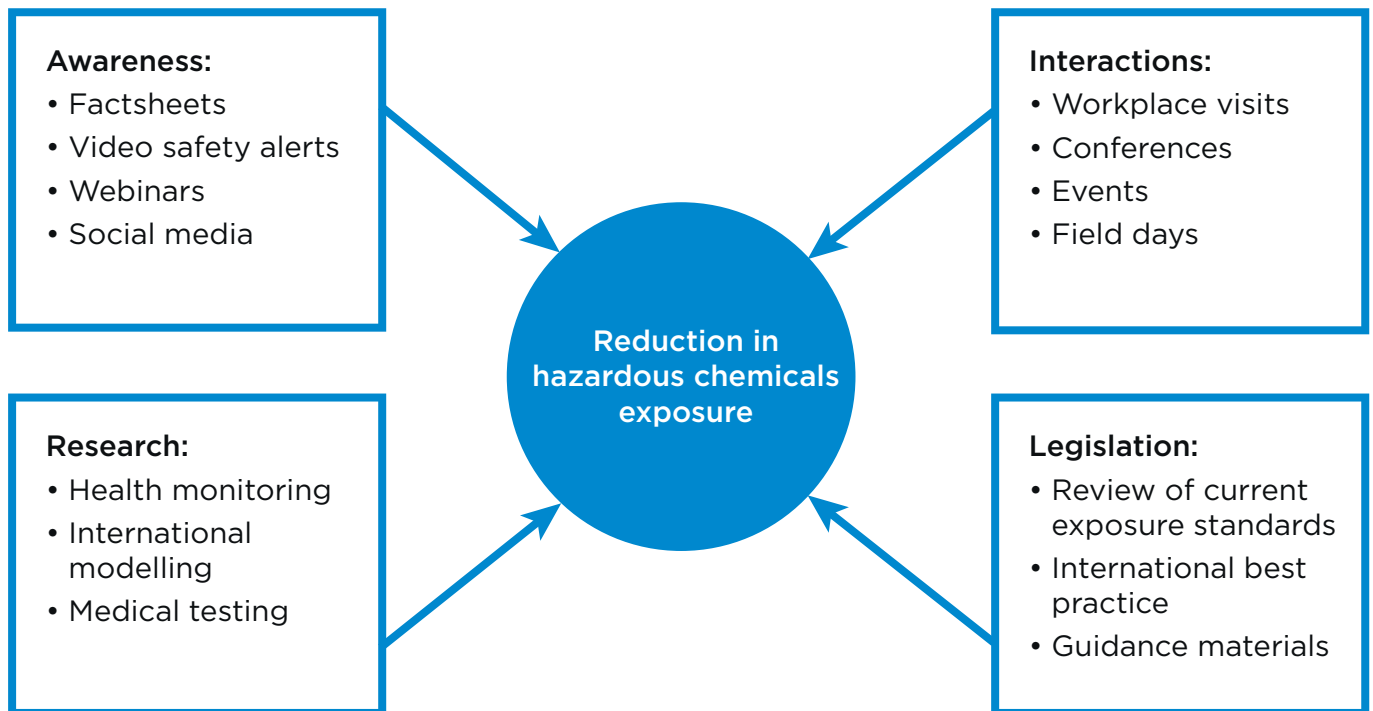 Awareness:
• Factsheets
• Video safety alerts
• Webinars
• Social media
Interactions:
• Workplace visits
• Conferences
• Events
• Field days
Reduction in
hazardous chemicals
exposure
Research:
• Health monitoring
• International
modelling
• Medical testing
Legislation:
• Review of current
exposure standards
• International best
practice
• Guidance materials